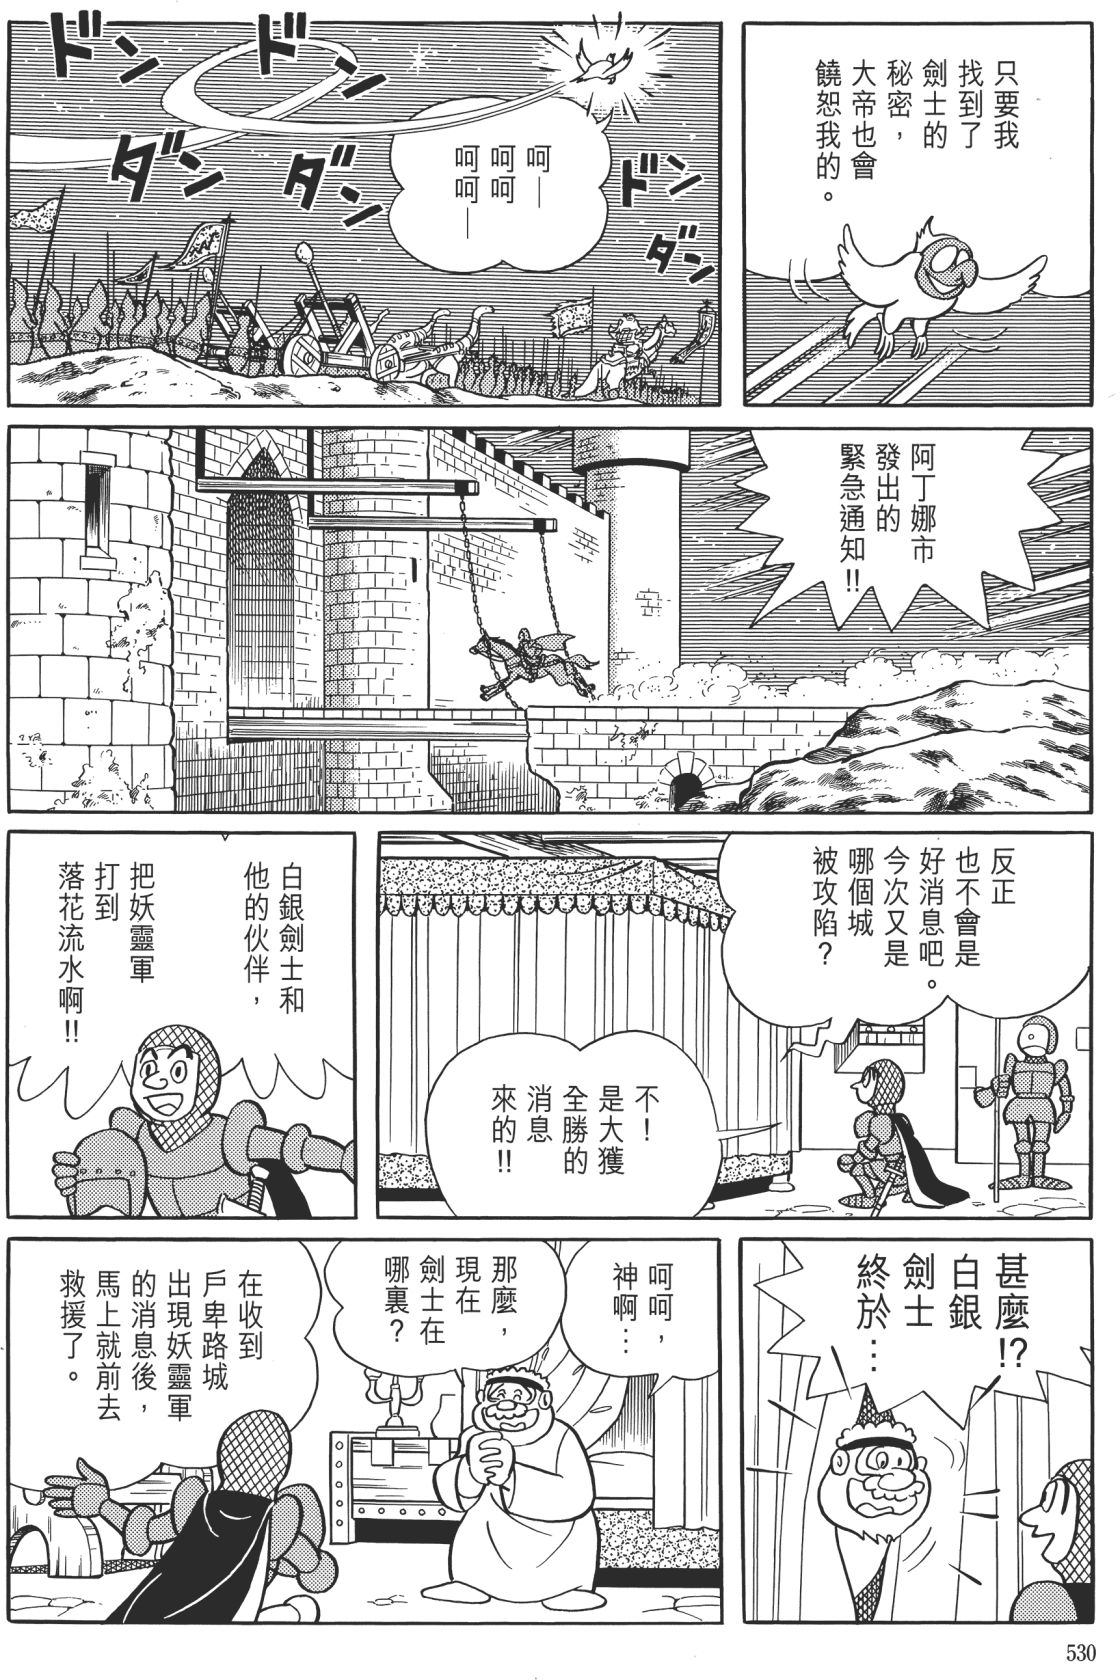 只要我
找到了
劍士的
秘密，
大帝也會
饒恕我的。
ドンドン
呵—
呵呵
呵呵—
ドン
ダンダン
ダン
阿丁娜市
發出的
緊急通知!!
反正
也不會是
好消息吧。
今次又是
哪個城
被攻陷？
不！
是大獲
全勝的
消息
來的!!
白銀劍士和
他的伙伴，
把妖靈軍
打到
落花流水啊!!
甚麼!?
白銀
劍士
終於…
呵呵，
神啊…
那麼，
現在
劍士在
哪裏？
在收到
戶卑路城
出現妖靈軍
的消息後，
馬上就前去
救援了。
530